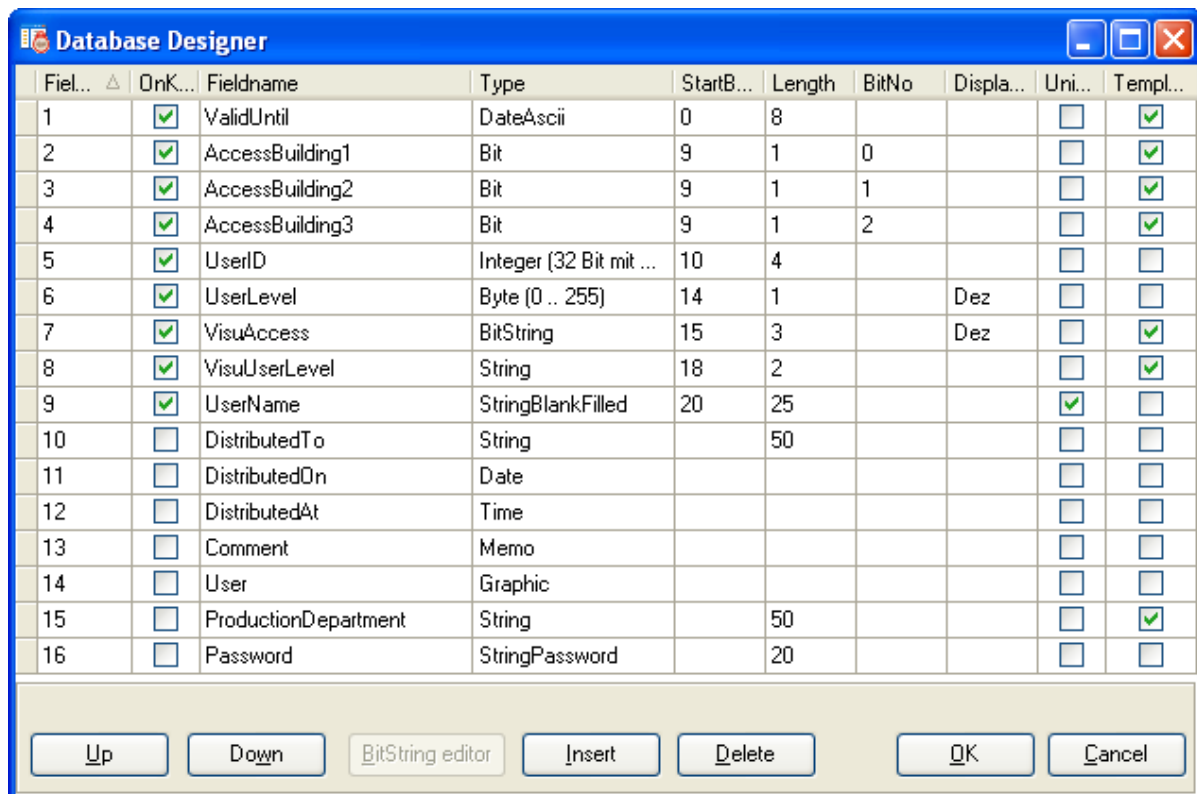 Database Designer
Fiel... OnK... Fieldname Type StartB... Length BitNo Displa... Uni... Templ...
1 ValidUntil DateAscii 0 8
2 AccessBuilding1 Bit 9 1 0
3 AccessBuilding2 Bit 9 1 1
4 AccessBuilding3 Bit 9 1 2
5 UserID Integer (32 Bit mit ... 10 4
6 UserLevel Byte (0 .. 255) 14 1 Dez
7 VisuAccess BitString 15 3 Dez
8 VisuUserLevel String 18 2
9 UserName StringBlankFilled 20 25
10 DistributedTo String 50
11 DistributedOn Date
12 DistributedAt Time
13 Comment Memo
14 User Graphic
15 ProductionDepartment String 50
16 Password StringPassword 20
Up Down BitString editor Insert Delete OK Cancel